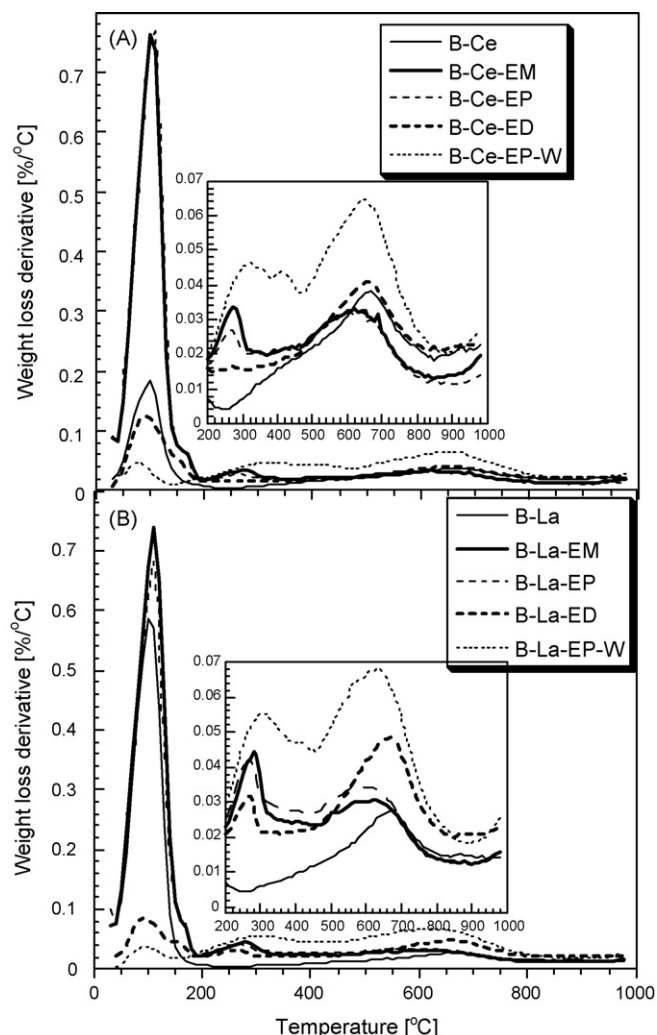 (A)
B-Ce
B-Ce-EM
B-Ce-EP
B-Ce-ED
B-Ce-EP-W
Weight loss derivative [%/°C]
0.7
0.6
0.5
0.4
0.3
0.2
0.1
0
0.07
0.06
0.05
0.04
0.03
0.02
0.01
0
200 300 400 500 600 700 800 900 1000
(B)
B-La
B-La-EM
B-La-EP
B-La-ED
B-La-EP-W
Weight loss derivative [%/°C]
0.7
0.6
0.5
0.4
0.3
0.2
0.1
0
0.07
0.06
0.05
0.04
0.03
0.02
0.01
0
200 300 400 500 600 700 800 900 1000
0 200 400 600 800 1000
Temperature [°C]